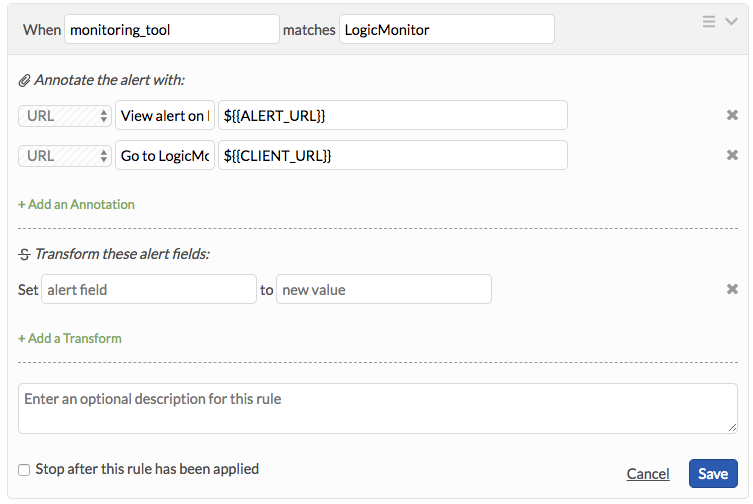 When monitoring_tool matches LogicMonitor
Annotate the alert with:
URL View alert on ${{ALERT_URL}}
URL Go to LogicMo ${{CLIENT_URL}}
+ Add an Annotation
Transform these alert fields:
Set alert field to new value
+ Add a Transform
Enter an optional description for this rule
Stop after this rule has been applied
Cancel Save